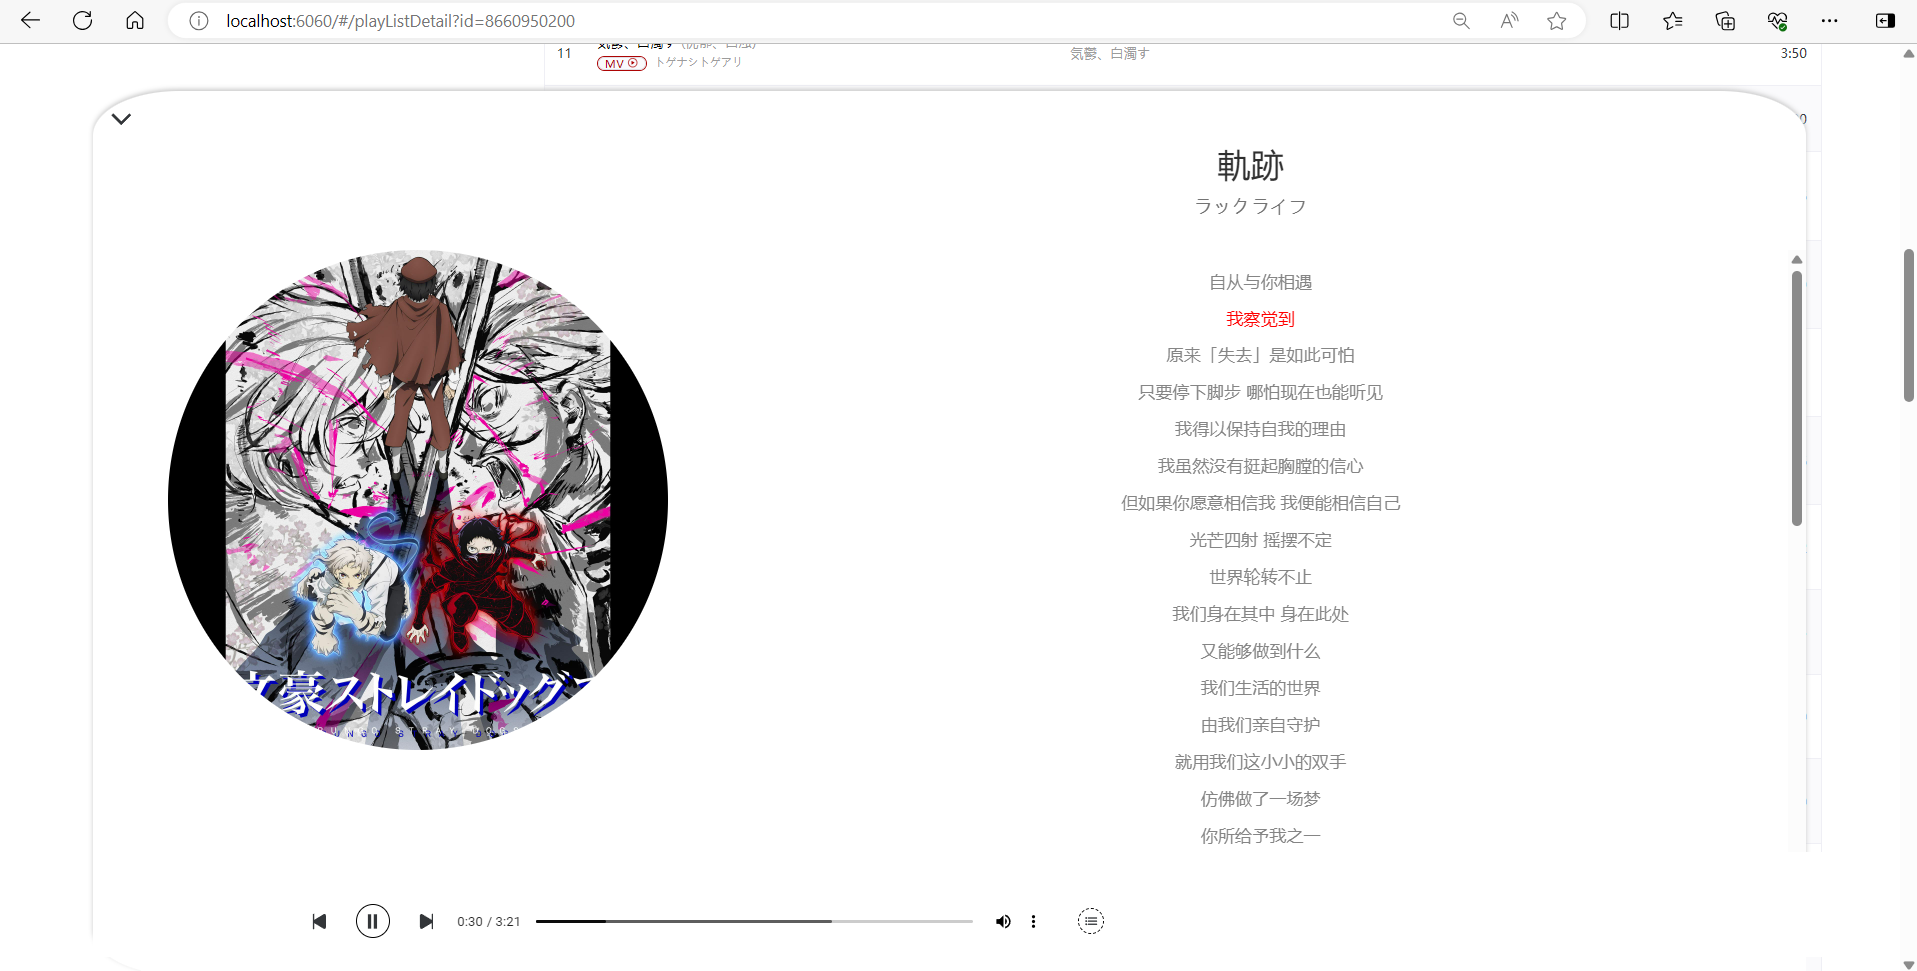 localhost:6060/#/playListDetail?id=8660950200
11
気鬱、白濁す
3:50
MV
トゲナシトゲアリ
軌跡
ラックライフ
自从与你相遇
我察觉到
原来「失去」是如此可怕
只要停下脚步 哪怕现在也能听见
我得以保持自我的理由
我虽然没有挺起胸膛的信心
但如果你愿意相信我 我便能相信自己
光芒四射 摇摆不定
世界轮转不止
我们身在其中 身在此处
又能够做到什么
我们生活的世界
由我们亲自守护
就用我们这小小的双手
仿佛做了一场梦
你所给予我之一
文豪ストレイドッグス
0:30 / 3:21